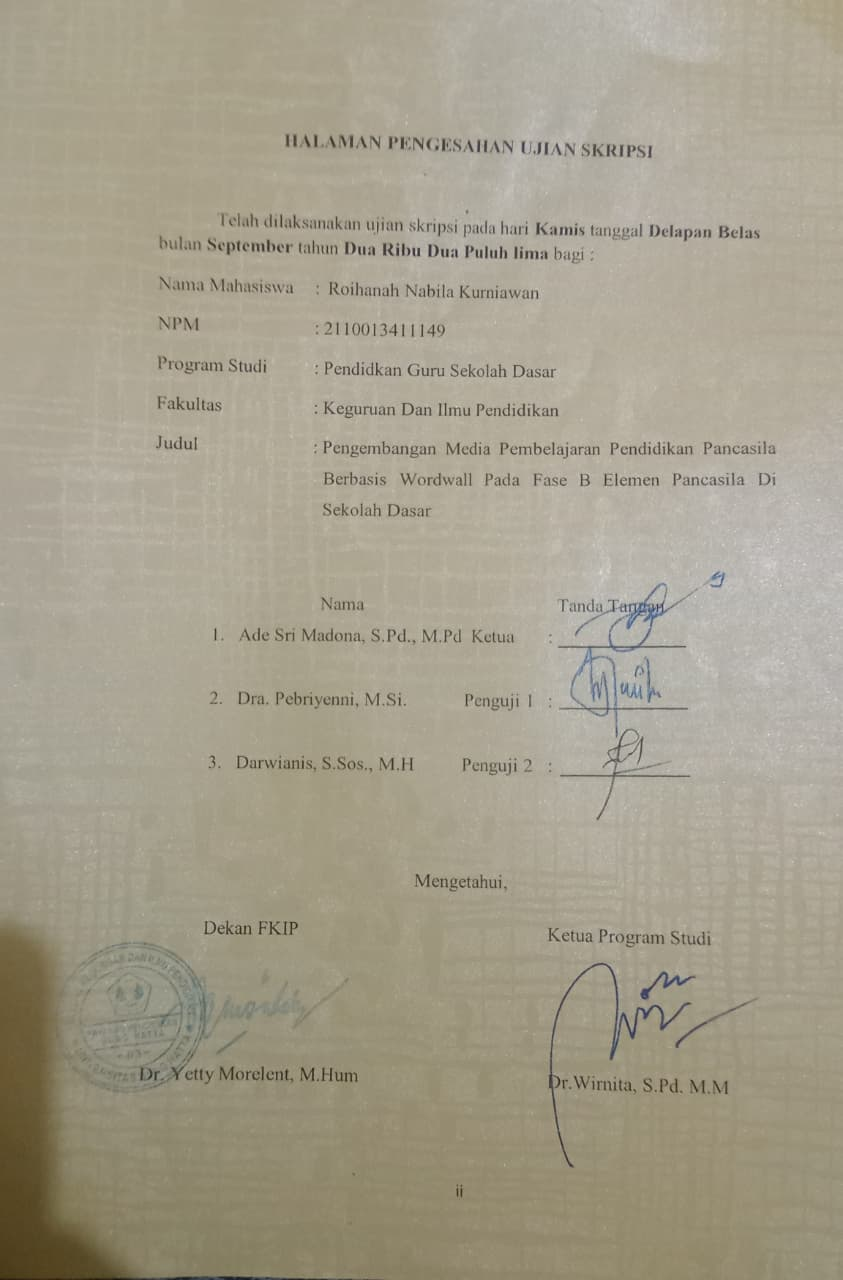 HALAMAN PENGESAHAN UJIAN SKRIPSI
Telah dilaksanakan ujian skripsi pada hari Kamis tanggal Delapan Belas
bulan September tahun Dua Ribu Dua Puluh lima bagi :
Nama Mahasiswa : Roihanah Nabila Kurniawan
NPM : 2110013411149
Program Studi : Pendidkan Guru Sekolah Dasar
Fakultas : Keguruan Dan Ilmu Pendidikan
Judul : Pengembangan Media Pembelajaran Pendidikan Pancasila
Berbasis Wordwall Pada Fase B Elemen Pancasila Di
Sekolah Dasar
Nama Tanda Tangan
1. Ade Sri Madona, S.Pd., M.Pd Ketua :
2. Dra. Pebriyenni, M.Si. Penguji 1 :
3. Darwianis, S.Sos., M.H Penguji 2 :
Mengetahui,
Dekan FKIP Ketua Program Studi
Dr. Yetty Morelent, M.Hum Dr.Wirnita, S.Pd. M.M
ii